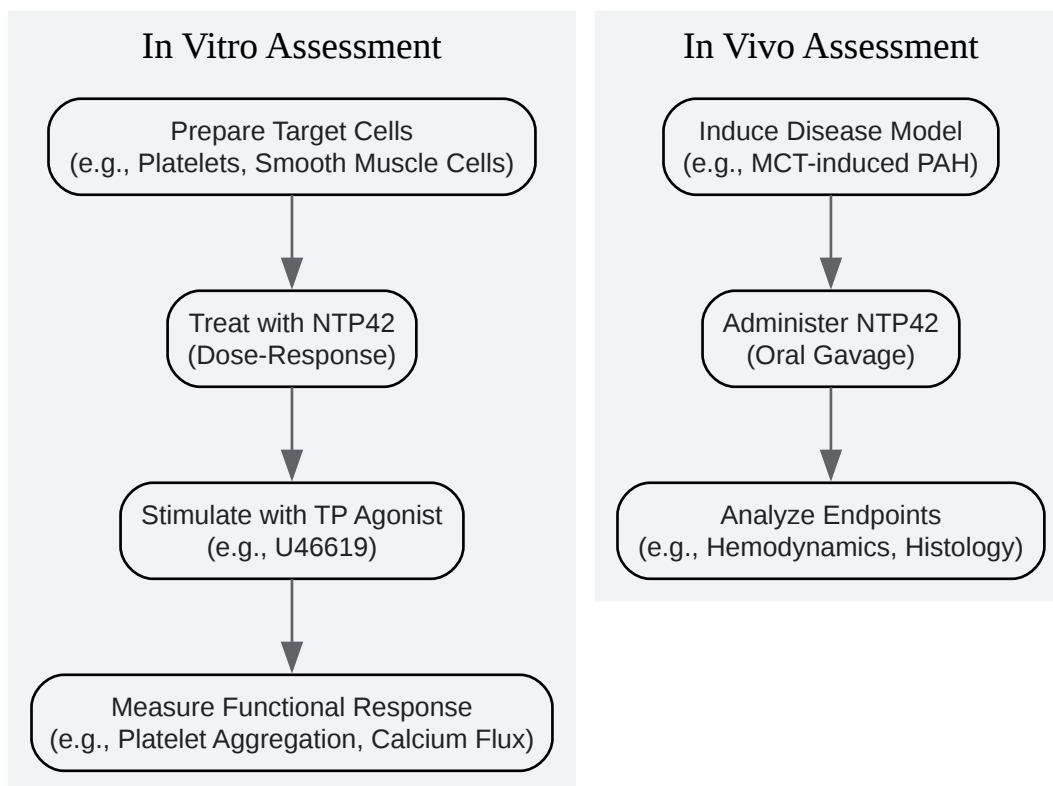 In Vitro Assessment
Prepare Target Cells
(e.g., Platelets, Smooth Muscle Cells)
Treat with NTP42
(Dose-Response)
Stimulate with TP Agonist
(e.g., U46619)
Measure Functional Response
(e.g., Platelet Aggregation, Calcium Flux)
In Vivo Assessment
Induce Disease Model
(e.g., MCT-induced PAH)
Administer NTP42
(Oral Gavage)
Analyze Endpoints
(e.g., Hemodynamics, Histology)